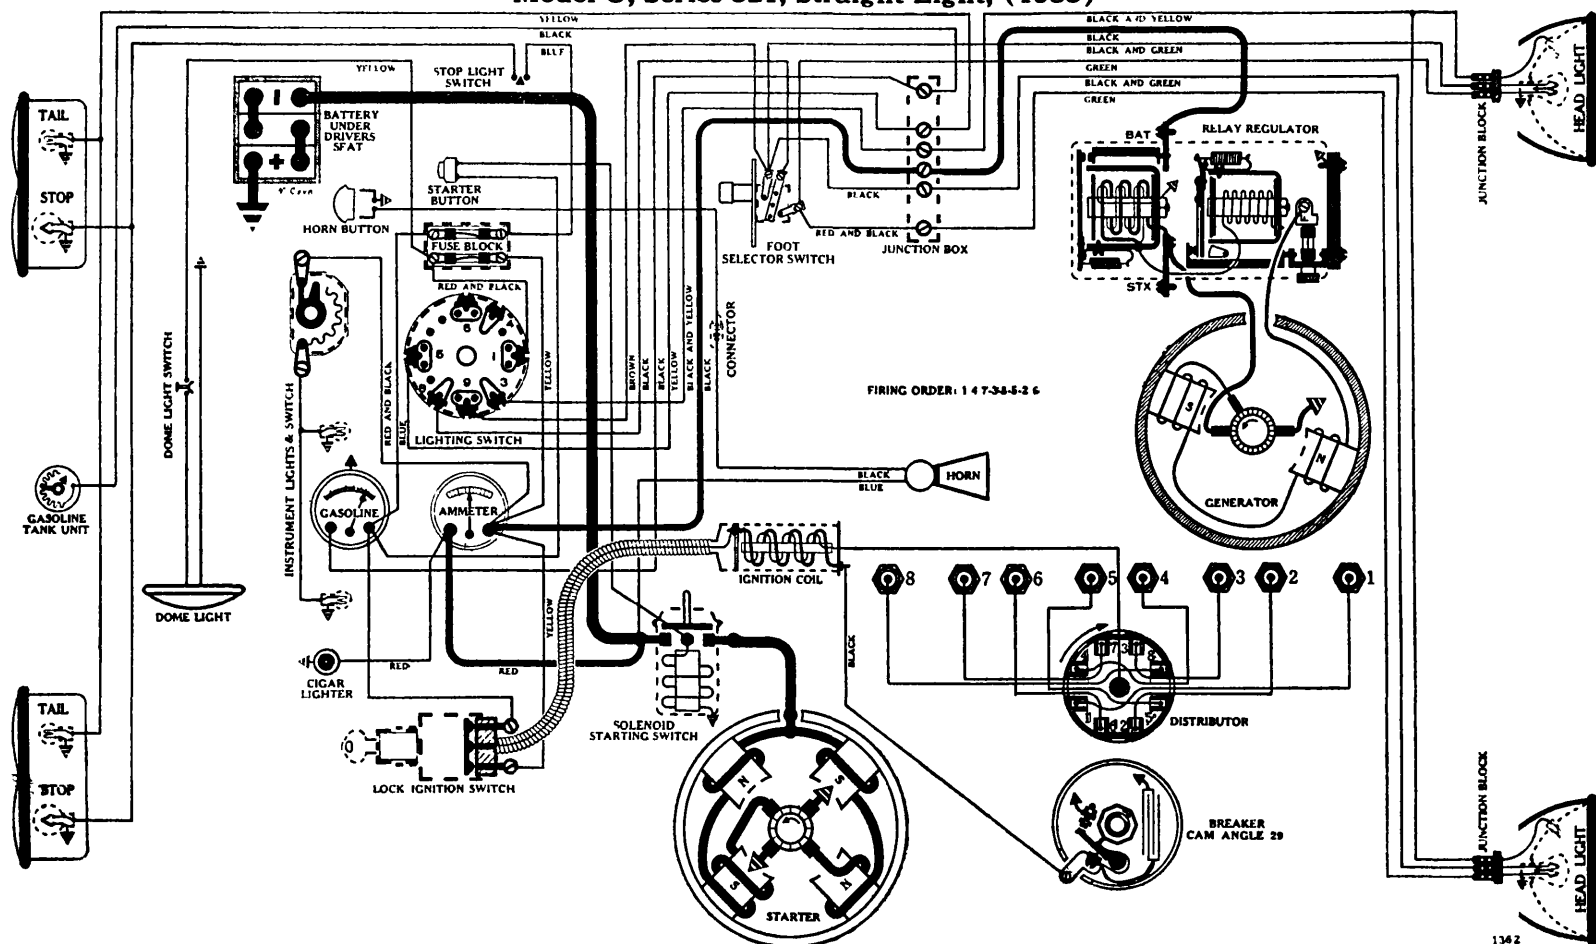 YELLOW
BLACK
BLUE
YELLOW
STOP LIGHT
SWITCH
BLACK AND YELLOW
BLACK
BLACK AND GREEN
GREEN
BLACK AND GREEN
GREEN
TAIL
STOP
BATTERY
UNDER
DRIVERS
SEAT
STARTER
BUTTON
HORN BUTTON
FUSE BLOCK
RED AND BLACK
BLACK
RED AND BLACK
FOOT
SELECTOR SWITCH
JUNCTION BOX
BAT
RELAY REGULATOR
STX
JUNCTION BLOCK
HEAD LIGHT
DOME LIGHT SWITCH
INSTRUMENT LIGHTS & SWITCH
RED AND BLACK
BLUE
LIGHTING SWITCH
YELLOW
BROWN
BLACK
BLACK
YELLOW
BLACK AND YELLOW
BLACK
CONNECTOR
FIRING ORDER: 1 4 7-3-8-5-2 6
S
N
GENERATOR
BLACK
BLUE
HORN
GASOLINE
TANK UNIT
GASOLINE
AMMETER
IGNITION COIL
8 7 6 5 4 3 2 1
DOME LIGHT
YELLOW
BLACK
RED
RED
CIGAR
LIGHTER
SOLENOID
STARTING SWITCH
DISTRIBUTOR
LOCK IGNITION SWITCH
TAIL
STOP
N
S
S
N
STARTER
BREAKER
CAM ANGLE 29
JUNCTION BLOCK
HEAD LIGHT
1362